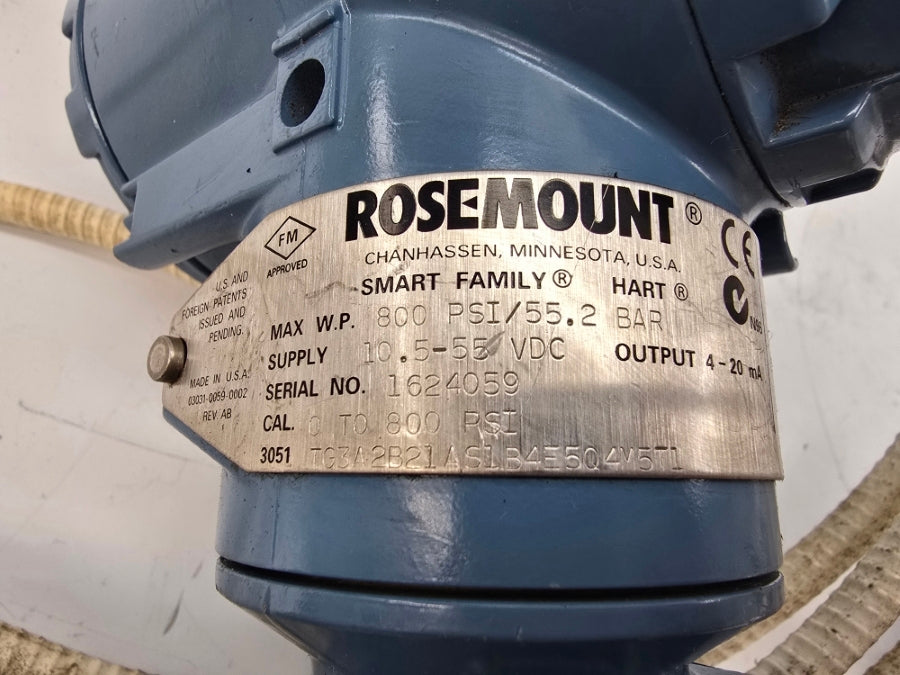 FM
APPROVED
ROSEMOUNT®
CE
CHANHASSEN, MINNESOTA, U.S.A.
SMART FAMILY® HART®
N96
U.S. AND
FOREIGN PATENTS
ISSUED AND
PENDING.
MAX W.P. 800 PSI/55.2 BAR
SUPPLY 10.5-55 VDC OUTPUT 4-20 mA
MADE IN U.S.A.
03031-0059-0002
REV. AB
SERIAL NO. 1624059
CAL. 0 TO 800 PSI
3051 TG3A2B21AS1B4E5Q4M5T1